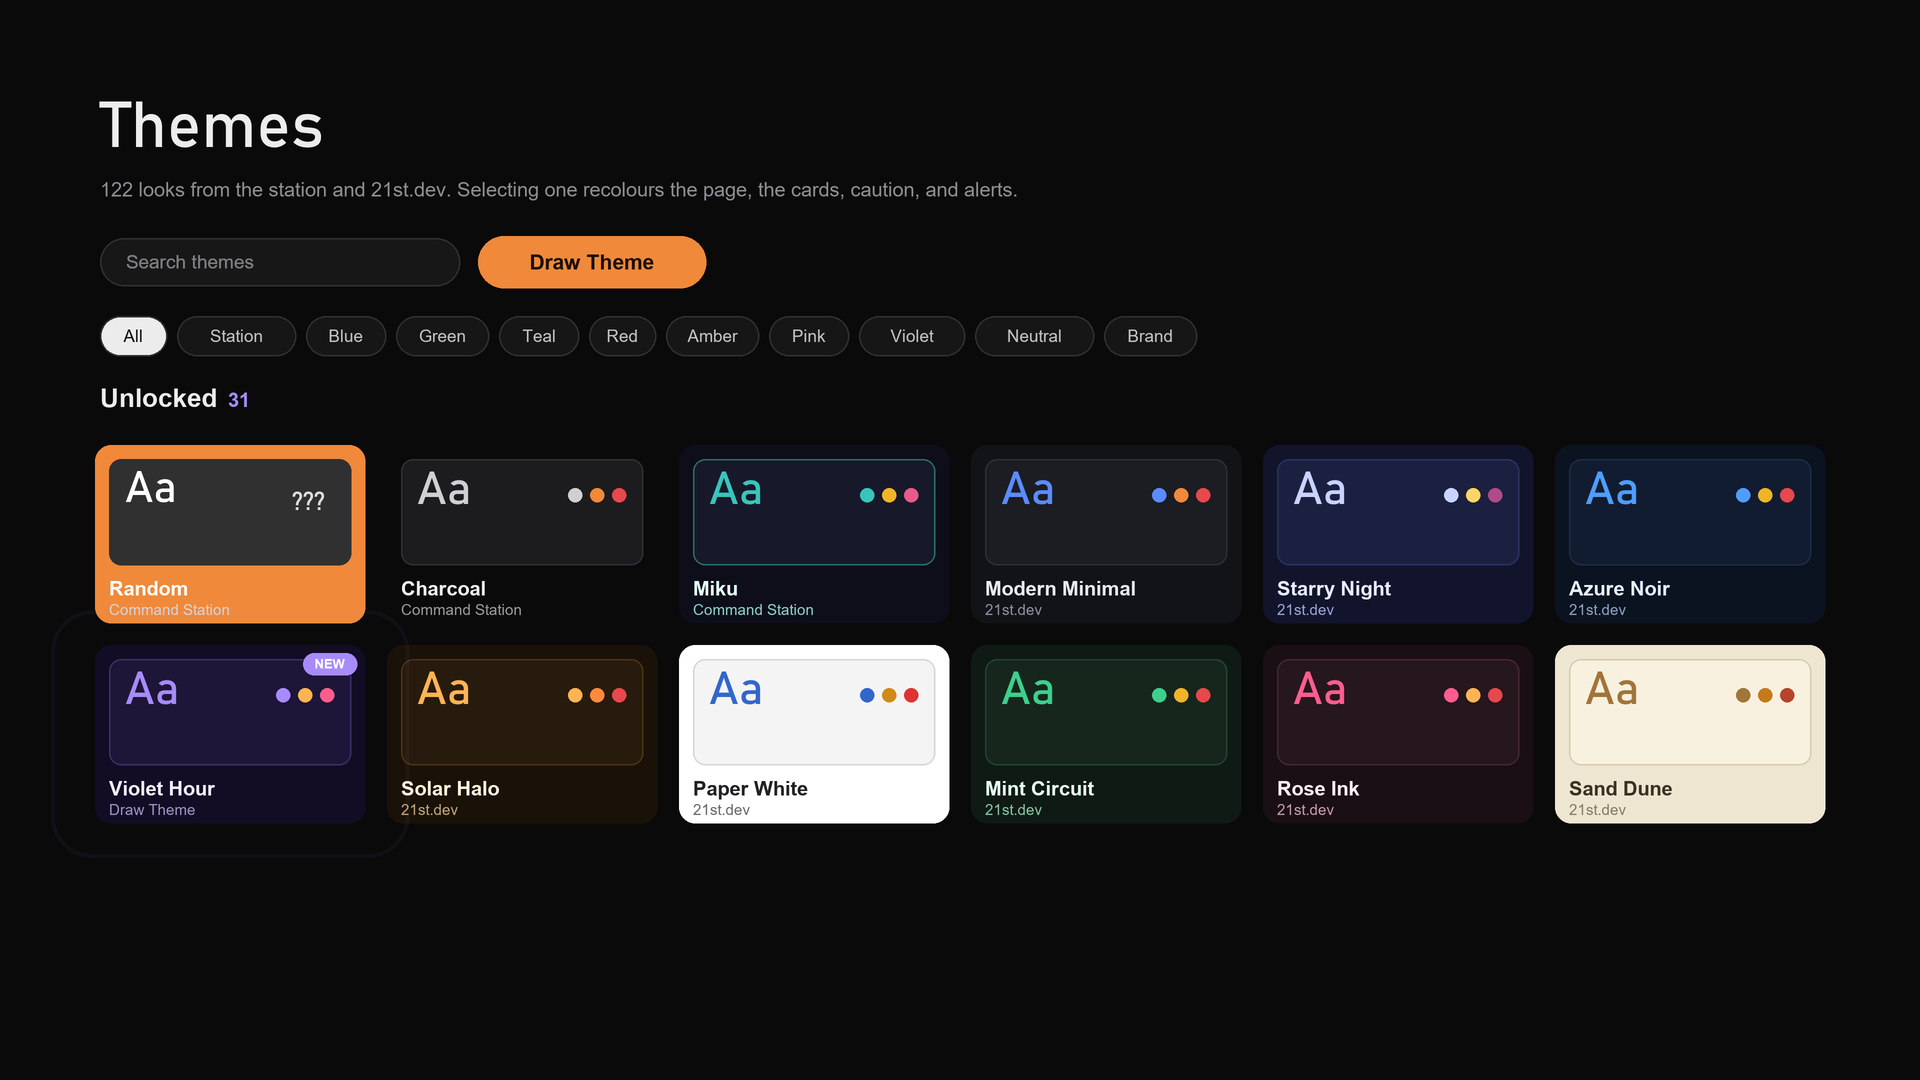 Themes
122 looks from the station and 21st.dev. Selecting one recolours the page, the cards, caution, and alerts.
Search themes
Draw Theme
All Station Blue Green Teal Red Amber Pink Violet Neutral Brand
Unlocked 31
Aa ???
Random
Command Station
Aa
Charcoal
Command Station
Aa
Miku
Command Station
Aa
Modern Minimal
21st.dev
Aa
Starry Night
21st.dev
Aa
Azure Noir
21st.dev
NEW
Aa
Violet Hour
Draw Theme
Aa
Solar Halo
21st.dev
Aa
Paper White
21st.dev
Aa
Mint Circuit
21st.dev
Aa
Rose Ink
21st.dev
Aa
Sand Dune
21st.dev